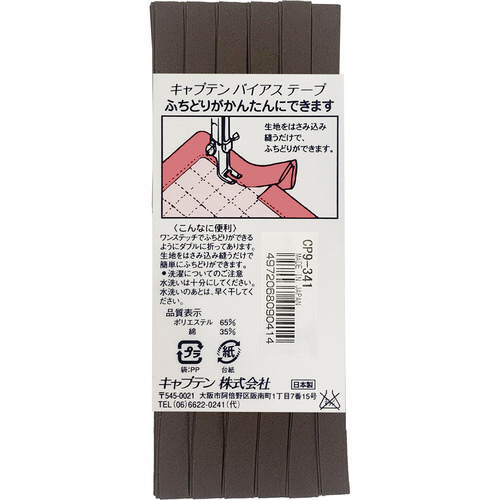 キャプテン バイアス テープ
ふちどりがかんたんにできます
生地をはさみ込み
縫うだけで、
ふちどりができます。
〈こんなに便利〉
ワンステッチでふちどりができる
ようにダブルに折ってあります。
生地をはさみ込み縫うだけで
簡単にふちどりができます。
●洗濯についてのご注意
水洗いは十分にしてください。
水洗いのあとは、早く干してく
ださい。
品質表示
ポリエステル 65%
綿 35%
プラ
袋:PP
紙
台紙
CP9 341
MADE IN JAPAN
4972068090414
キャプテン 株式会社
日本製
〒545-0021 大阪市阿倍野区阪南町1丁目7番15号
TEL (06)6622-0241(代)